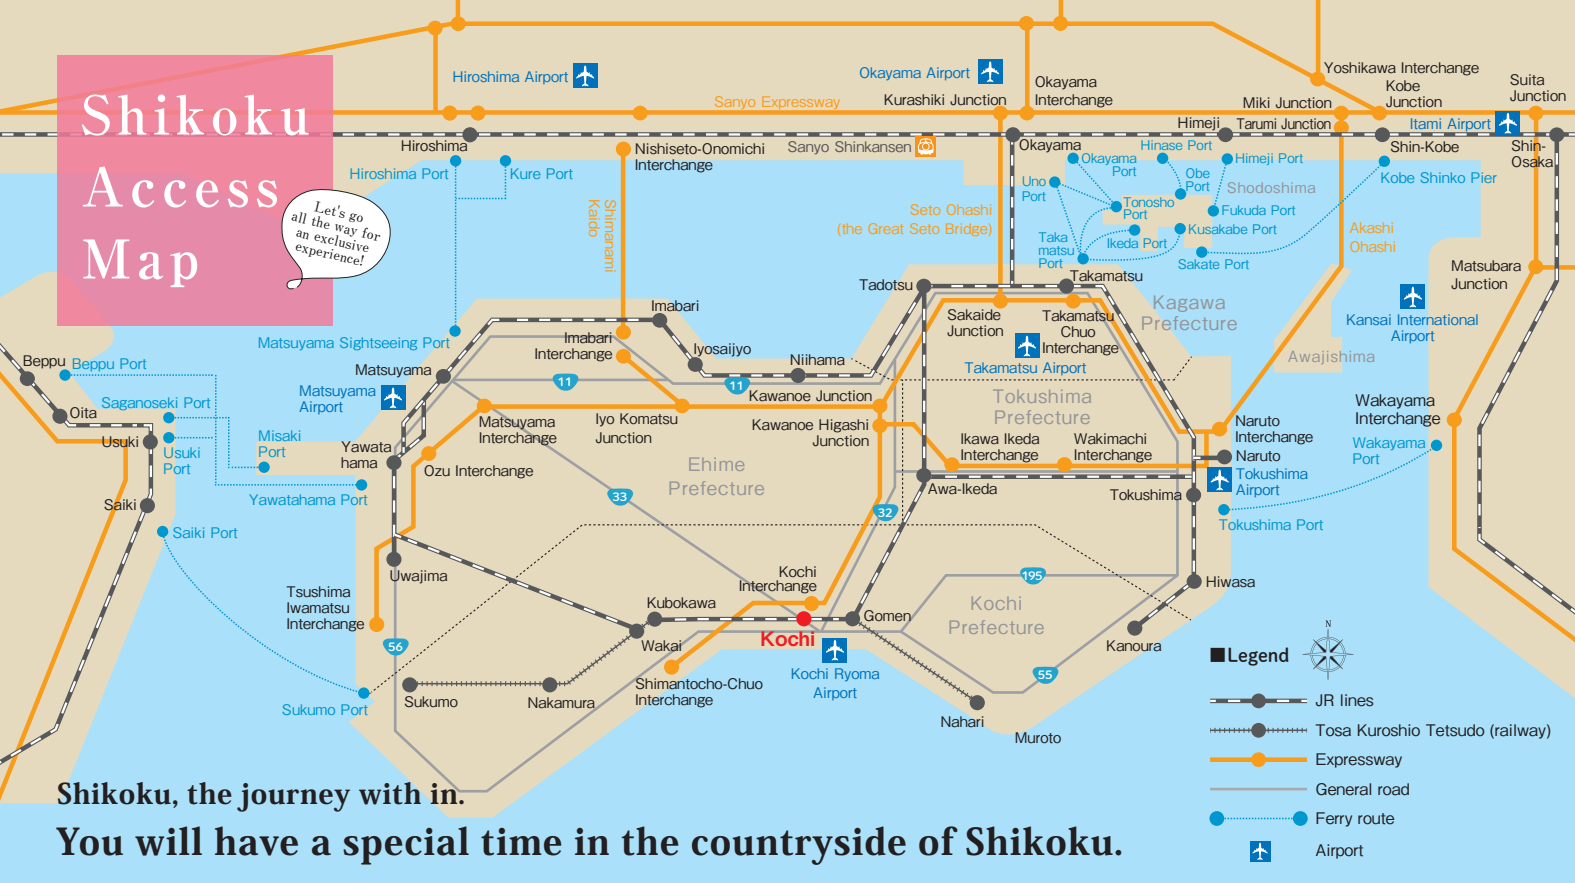 Shikoku
Access
Map
Let's go
all the way for
an exclusive
experience!
Hiroshima Airport
Okayama Airport
Sanyo Expressway
Kurashiki Junction
Okayama
Interchange
Yoshikawa Interchange
Kobe
Junction
Suita
Junction
Miki Junction
Himeji
Tarumi Junction
Itami Airport
Hiroshima
Nishiseto-Onomichi
Interchange
Sanyo Shinkansen
Okayama
Shin-Kobe
Shin-
Osaka
Hiroshima Port
Kure Port
Okayama
Port
Hinase Port
Himeji Port
Kobe Shinko Pier
Uno
Port
Obe
Port
Shodoshima
Shimanami
Kaido
Seto Ohashi
(the Great Seto Bridge)
Tonosho
Port
Fukuda Port
Taka
matsu
Port
Ikeda Port
Kusakabe Port
Sakate Port
Akashi
Ohashi
Matsubara
Junction
Tadotsu
Takamatsu
Kagawa
Prefecture
Kansai International
Airport
Imabari
Matsuyama Sightseeing Port
Imabari
Interchange
Iyosaijyo
Niihama
Sakaide
Junction
Takamatsu
Chuo
Interchange
Takamatsu Airport
Awajishima
Beppu
Beppu Port
Matsuyama
Matsuyama
Airport
11
11
Kawanoe Junction
Tokushima
Prefecture
Wakayama
Interchange
Oita
Saganoseki Port
Usuki
Usuki
Port
Misaki
Port
Yawata
hama
Matsuyama
Interchange
Iyo Komatsu
Junction
Kawanoe Higashi
Junction
Ikawa Ikeda
Interchange
Wakimachi
Interchange
Naruto
Interchange
Naruto
Wakayama
Port
Ozu Interchange
Ehime
Prefecture
Tokushima
Airport
Yawatahama Port
33
Awa-Ikeda
Tokushima
Saiki
32
Tokushima Port
Saiki Port
Uwajima
Kochi
Interchange
195
Hiwasa
Tsushima
Iwamatsu
Interchange
Kubokawa
Gomen
Kochi
Prefecture
56
Wakai
Kochi
Kanoura
Legend
N
Sukumo Port
Sukumo
Nakamura
Shimantocho-Chuo
Interchange
Kochi Ryoma
Airport
55
Nahari
Muroto
JR lines
Tosa Kuroshio Tetsudo (railway)
Expressway
General road
Ferry route
Airport
Shikoku, the journey with in.
You will have a special time in the countryside of Shikoku.